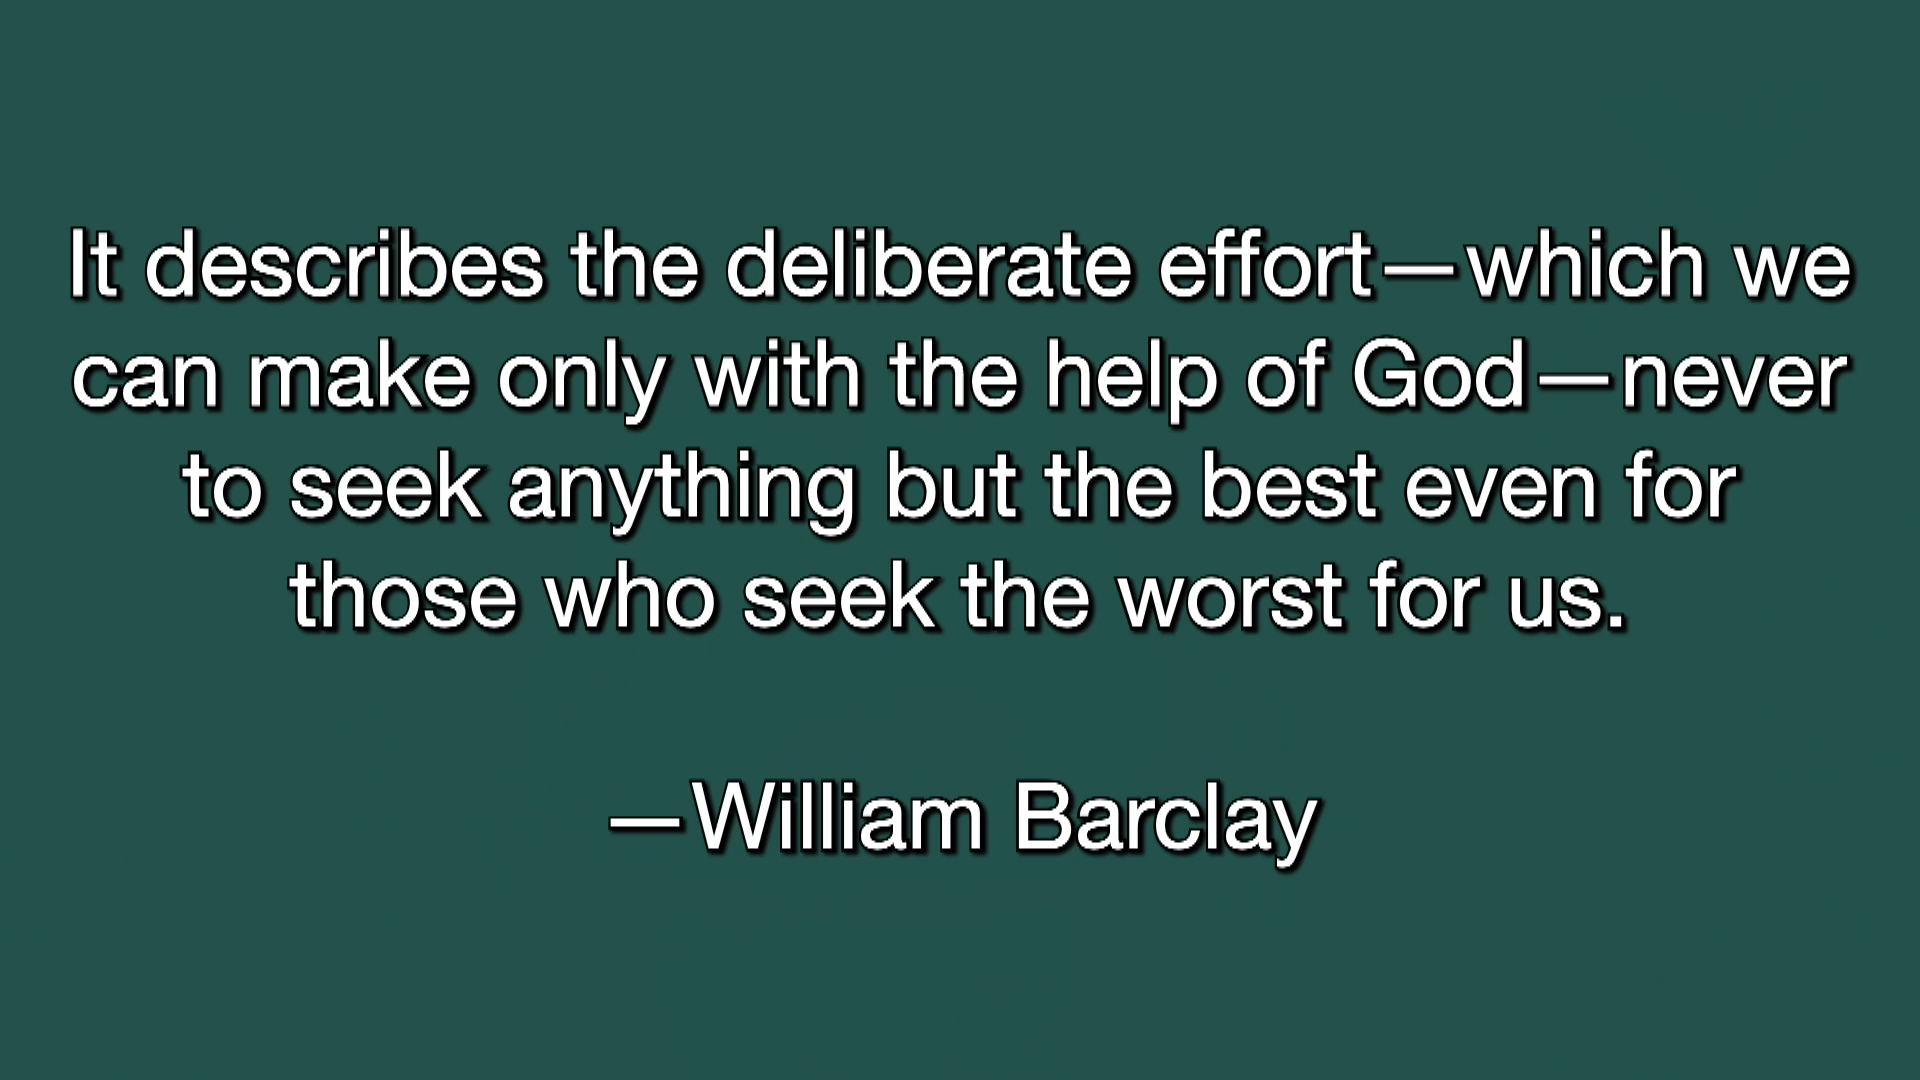 It describes the deliberate effort—which we
can make only with the help of God—never
to seek anything but the best even for
those who seek the worst for us.
—William Barclay